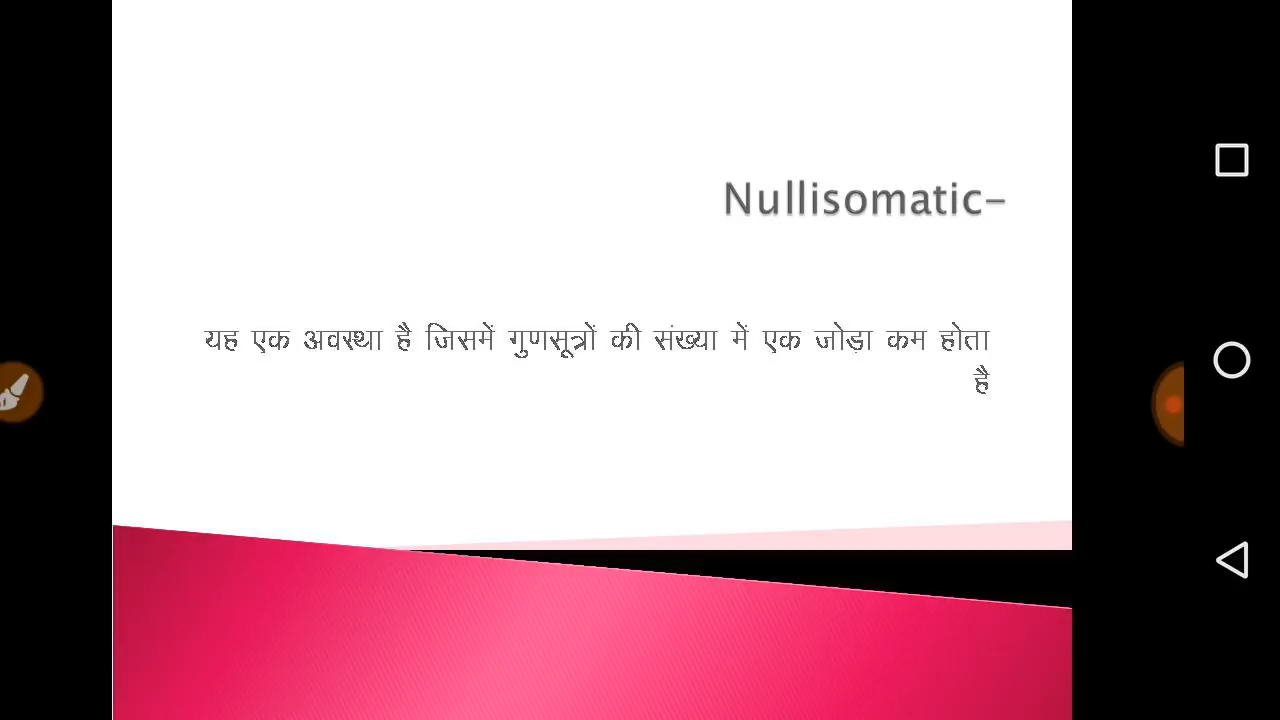 Nullisomatic-
यह एक अवस्था है जिसमें गुणसूत्रों की संख्या में एक जोड़ा कम होता
है